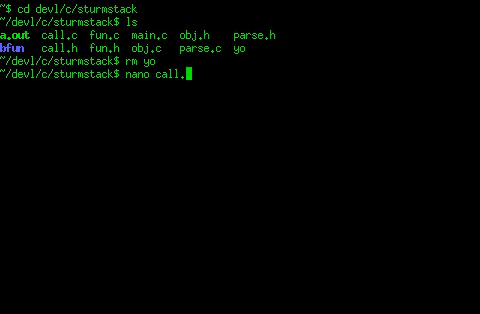 ~$ cd devl/c/sturmstack
~/devl/c/sturmstack$ ls
a.out  call.c  fun.c  main.c  obj.h    parse.h
bfun   call.h  fun.h  obj.c   parse.c  yo
~/devl/c/sturmstack$ rm yo
~/devl/c/sturmstack$ nano call.